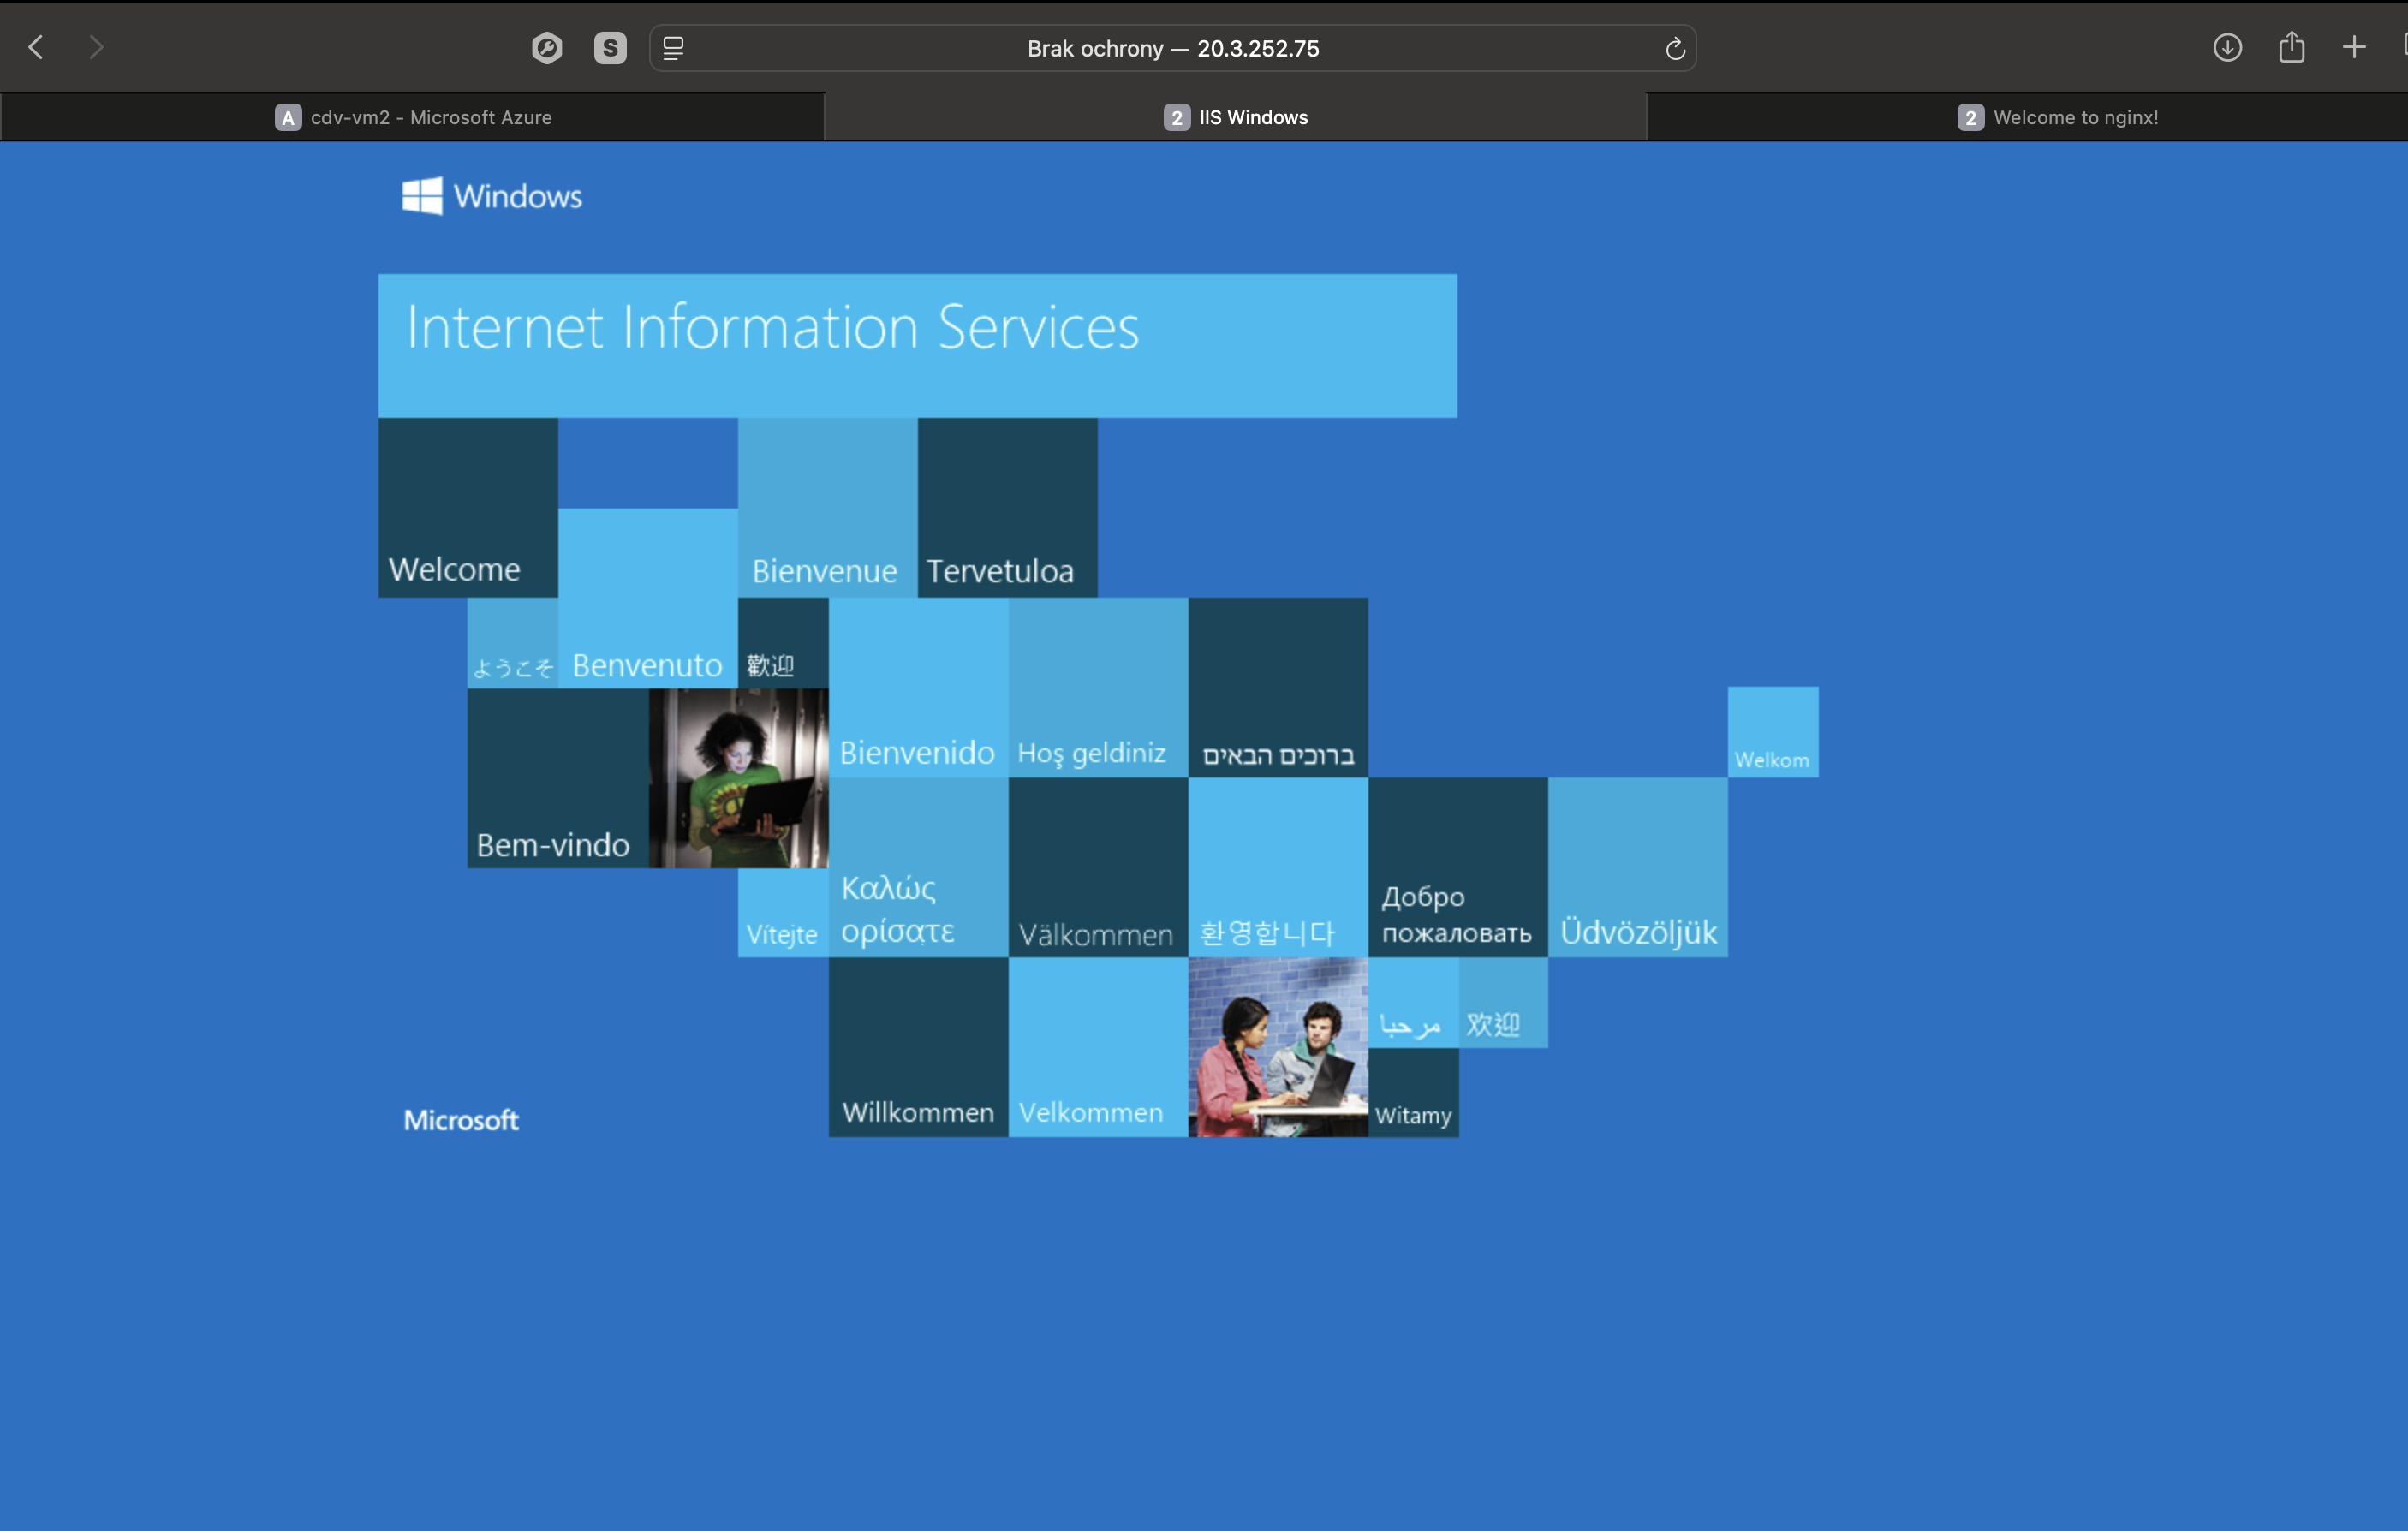 S
Brak ochrony — 20.3.252.75
A cdv-vm2 - Microsoft Azure
2 IIS Windows
2 Welcome to nginx!
Windows
Internet Information Services
Welcome
Bienvenue
Tervetuloa
ようこそ
Benvenuto
歡迎
Bienvenido
Hoş geldiniz
ברוכים הבאים
Welkom
Bem-vindo
Vítejte
Καλώς
ορίσατε
Välkommen
환영합니다
Добро
пожаловать
Üdvözöljük
Willkommen
Velkommen
مرحبا
欢迎
Witamy
Microsoft